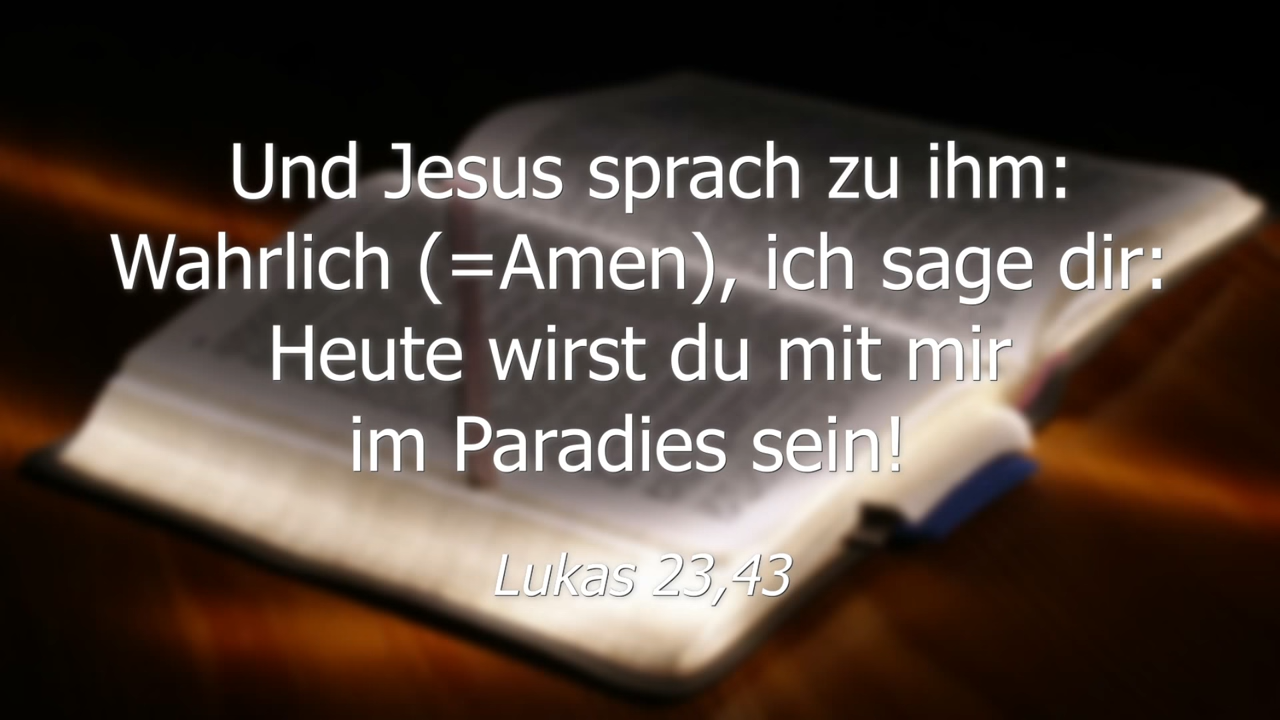 Und Jesus sprach zu ihm:
Wahrlich (=Amen), ich sage dir:
Heute wirst du mit mir
im Paradies sein!
Lukas 23,43